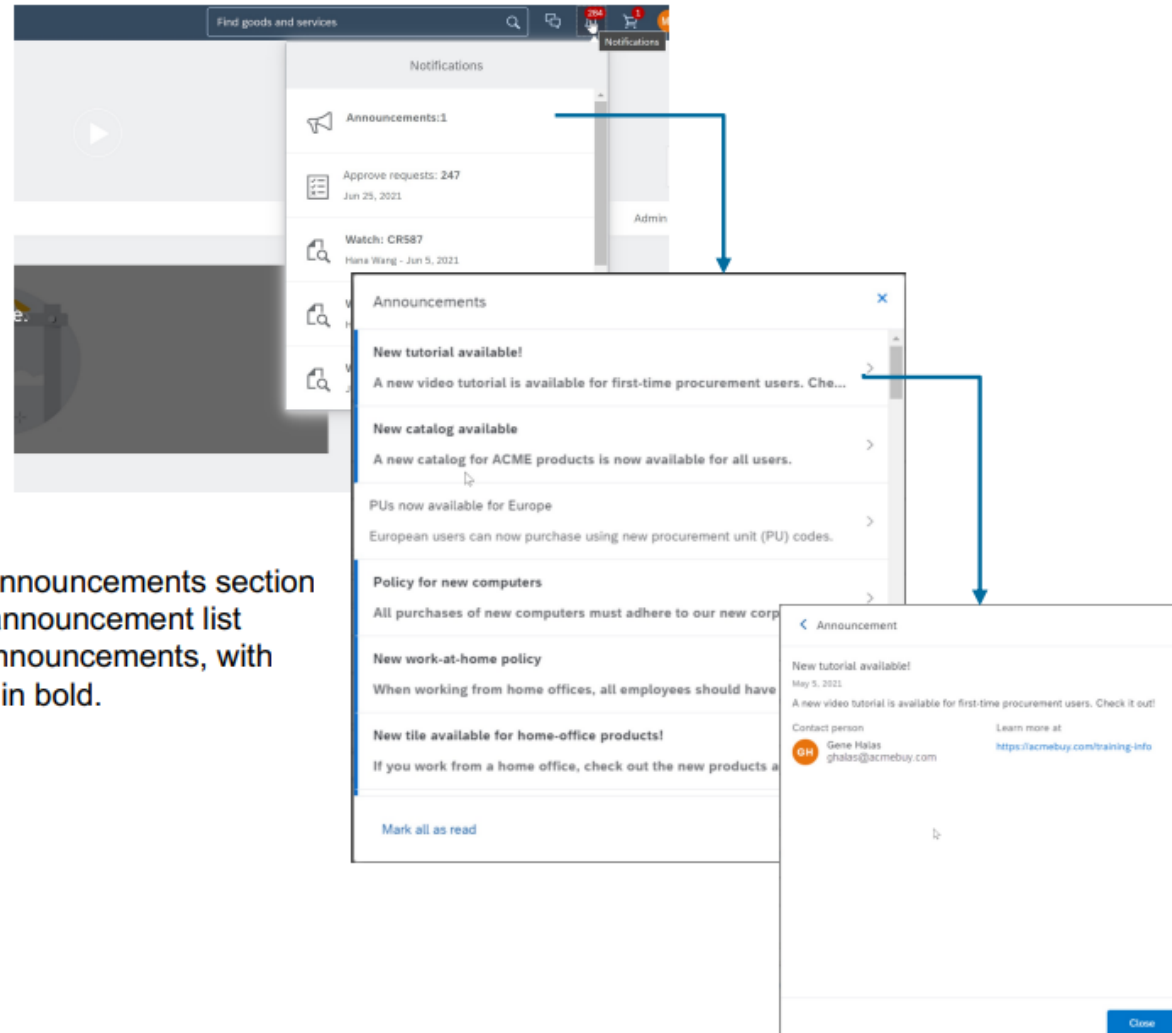 Find goods and services
284
1
Notifications
Notifications
Announcements:1
Approve requests: 247
Jun 25, 2021
Admin
Watch: CR587
Hana Wang - Jun 5, 2021
e.
Announcements
New tutorial available!
A new video tutorial is available for first-time procurement users. Che...
New catalog available
A new catalog for ACME products is now available for all users.
PUs now available for Europe
European users can now purchase using new procurement unit (PU) codes.
Policy for new computers
All purchases of new computers must adhere to our new corp
New work-at-home policy
When working from home offices, all employees should have
New tile available for home-office products!
If you work from a home office, check out the new products a
Mark all as read
nnouncements section
announcement list
nnouncements, with
in bold.
Announcement
New tutorial available!
May 5, 2021
A new video tutorial is available for first-time procurement users. Check it out!
Contact person
Learn more at
GH
Gene Halas
https://acmebuy.com/training-info
ghalas@acmebuy.com
Close